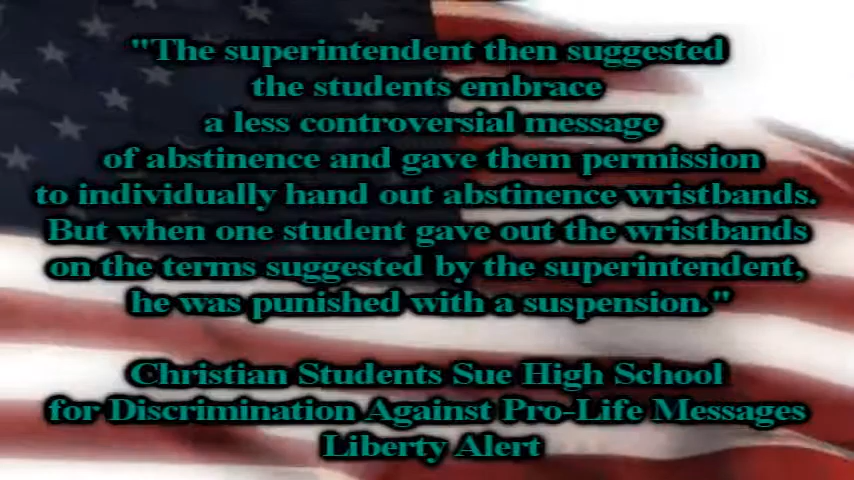 "The superintendent then suggested
the students embrace
a less controversial message
of abstinence and gave them permission
to individually hand out abstinence wristbands.
But when one student gave out the wristbands
on the terms suggested by the superintendent,
he was punished with a suspension."
Christian Students Sue High School
for Discrimination Against Pro-Life Messages
Liberty Alert